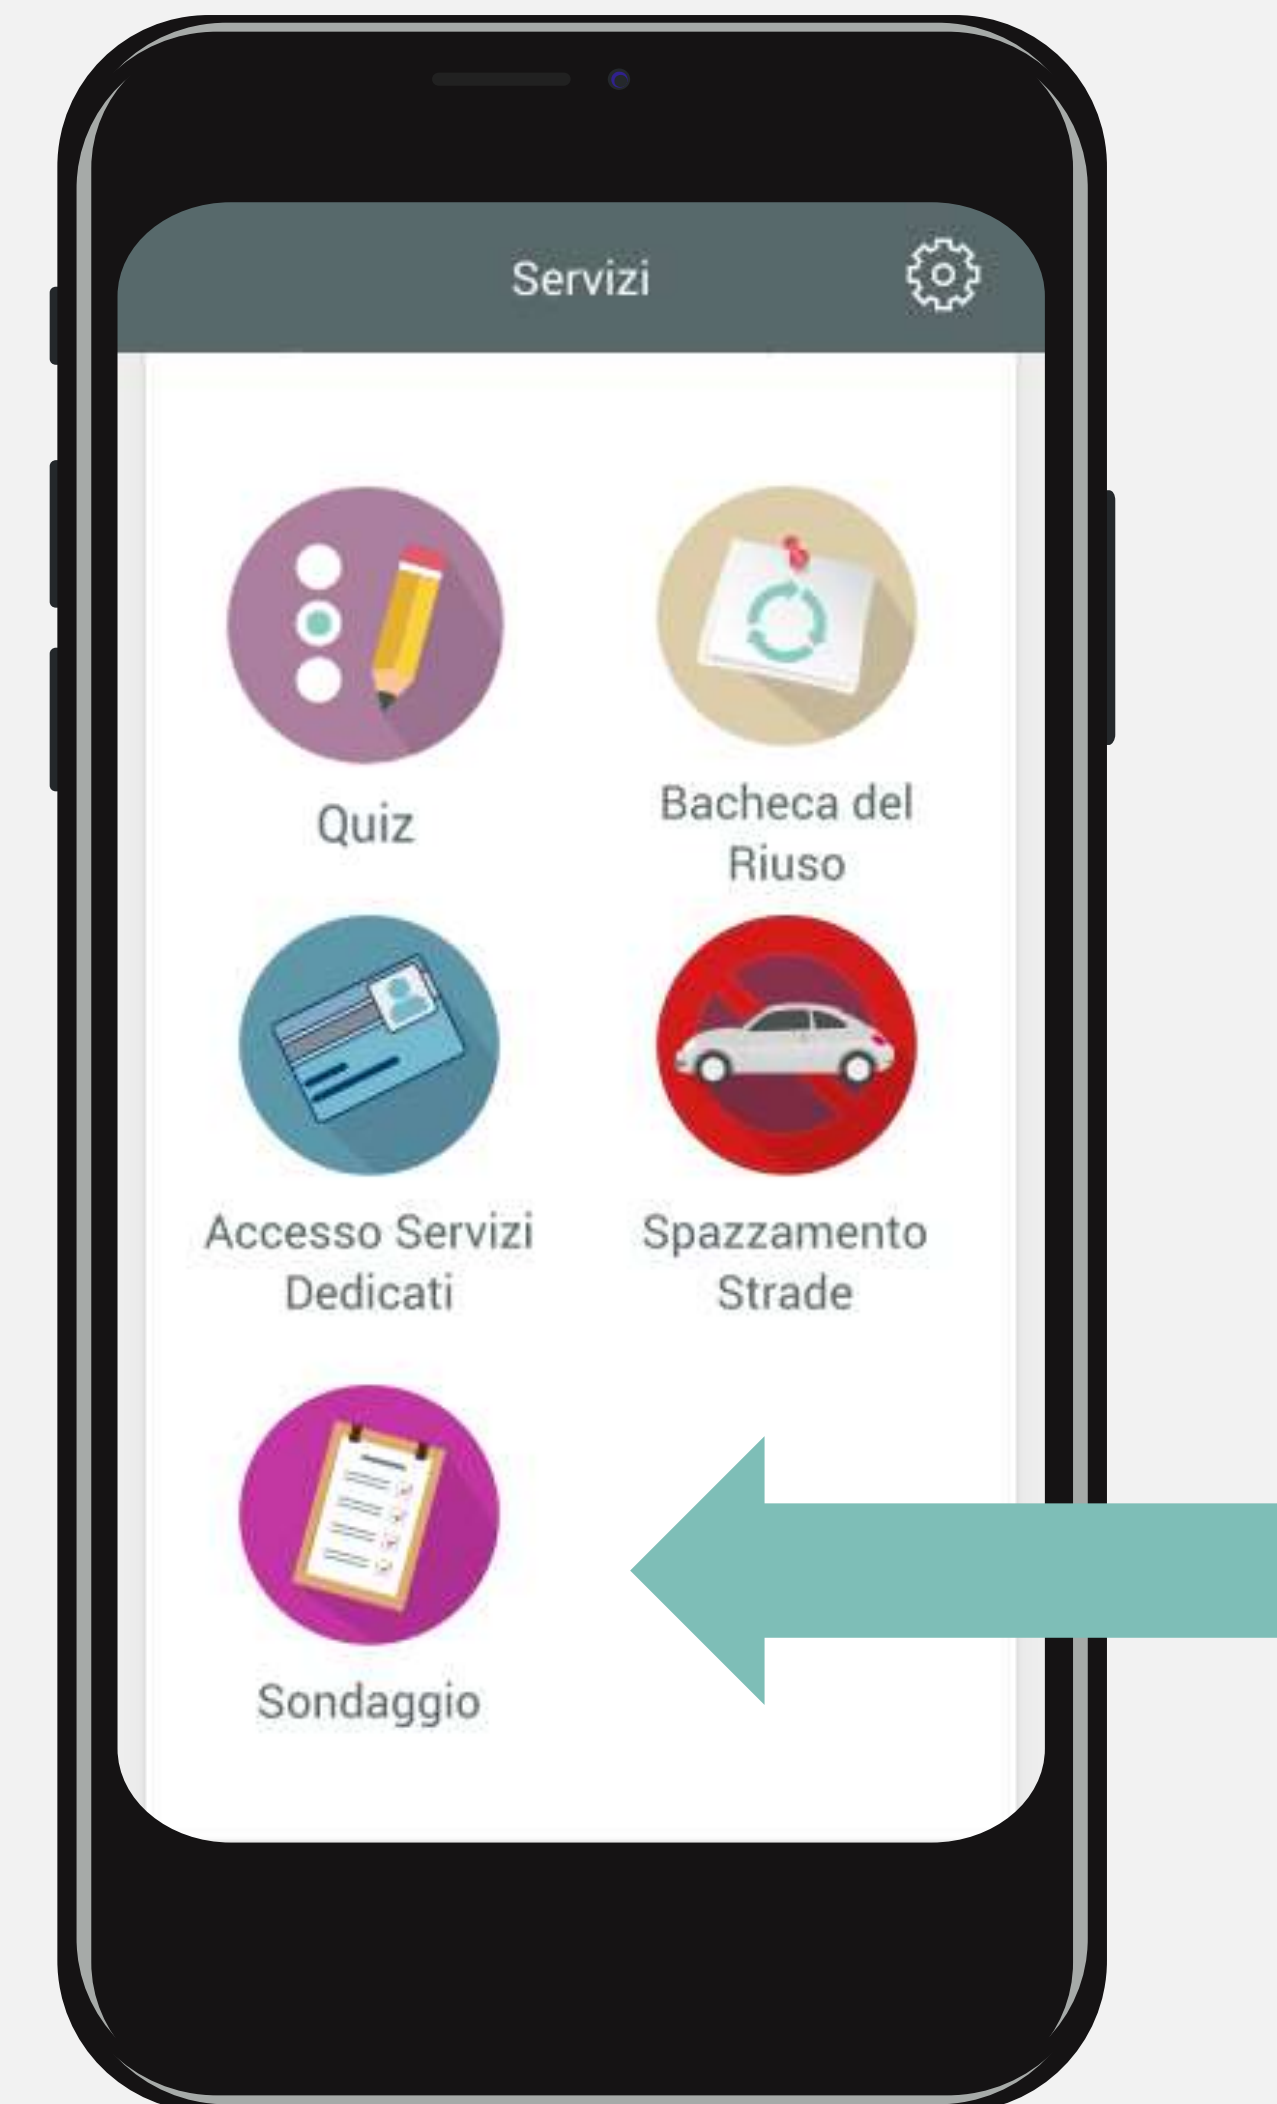 Servizi
Quiz
Bacheca del
Riuso
Accesso Servizi
Dedicati
Spazzamento
Strade
Sondaggio